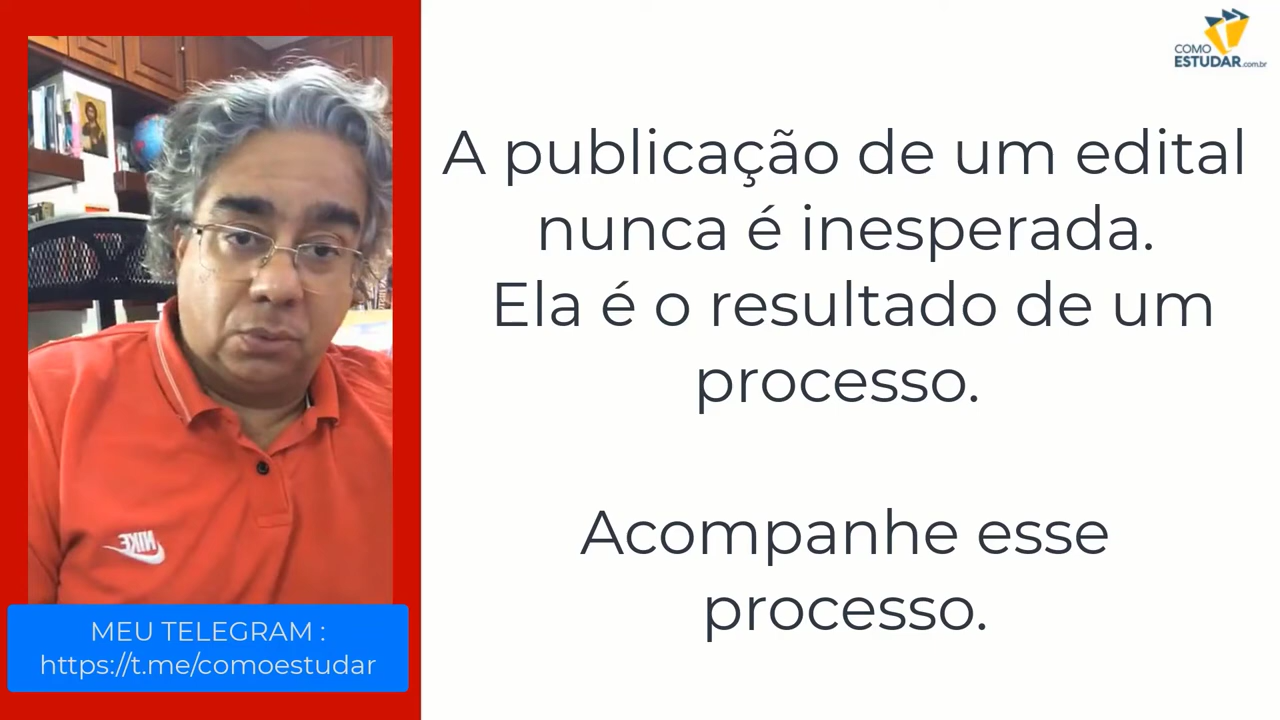 COMO
ESTUDAR.com.br
A publicação de um edital
nunca é inesperada.
Ela é o resultado de um
processo.
Acompanhe esse
processo.
NIKE
MEU TELEGRAM :
https://t.me/comoestudar